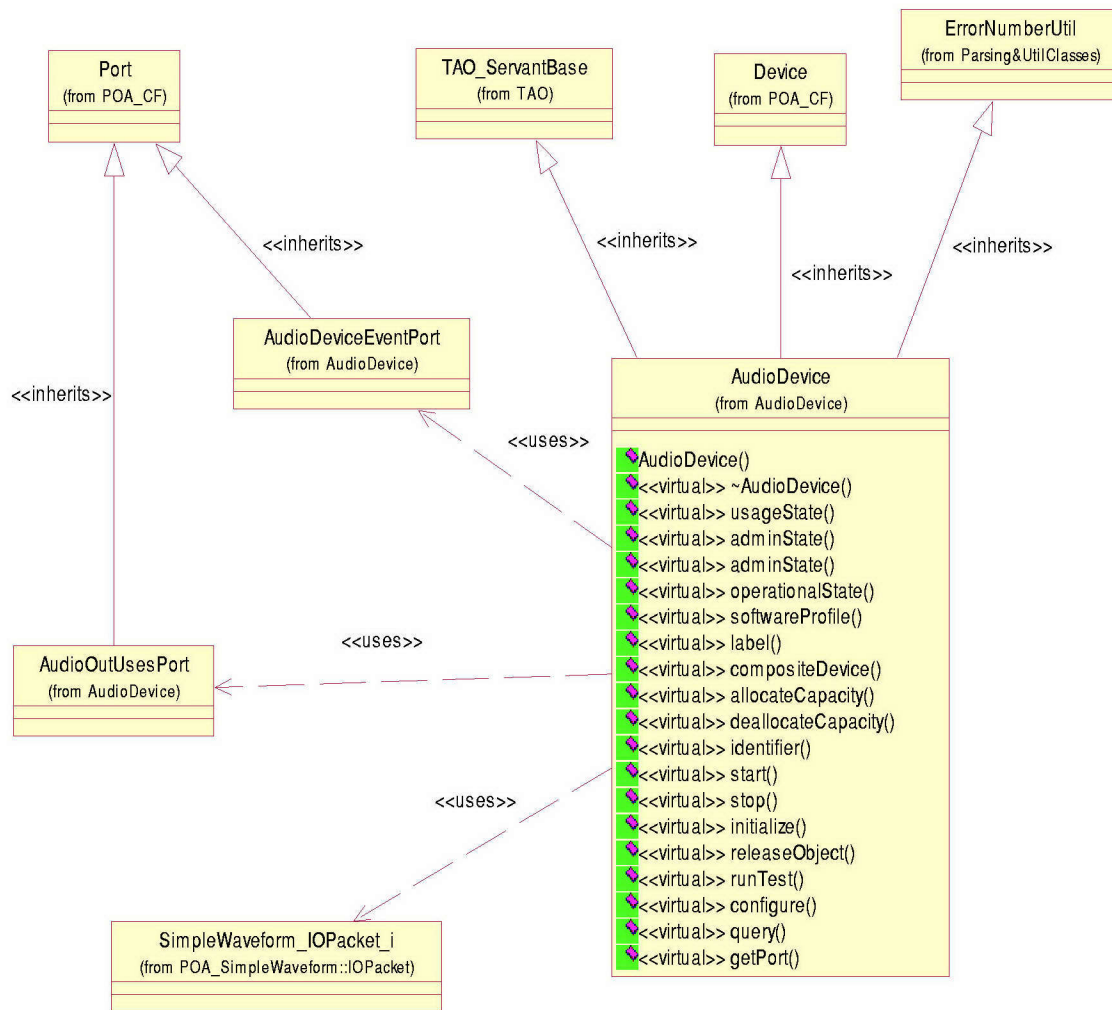 ErrorNumberUtil
(from Parsing&UtilClasses)
Port
(from POA_CF)
TAO_ServantBase
(from TAO)
Device
(from POA_CF)
<<inherits>>
<<inherits>>
<<inherits>>
<<inherits>>
AudioDeviceEventPort
(from AudioDevice)
<<inherits>>
AudioDevice
(from AudioDevice)
<<uses>>
AudioDevice()
<<virtual>> ~AudioDevice()
<<virtual>> usageState()
<<virtual>> adminState()
<<virtual>> adminState()
<<virtual>> operationalState()
<<virtual>> softwareProfile()
<<virtual>> label()
<<virtual>> compositeDevice()
<<virtual>> allocateCapacity()
<<virtual>> deallocateCapacity()
<<virtual>> identifier()
<<virtual>> start()
<<virtual>> stop()
<<virtual>> initialize()
<<virtual>> releaseObject()
<<virtual>> runTest()
<<virtual>> configure()
<<virtual>> query()
<<virtual>> getPort()
<<uses>>
AudioOutUsesPort
(from AudioDevice)
<<uses>>
SimpleWaveform_IOPacket_i
(from POA_SimpleWaveform::IOPacket)